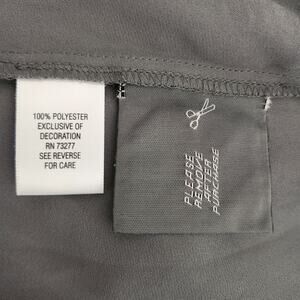 100% POLYESTER
EXCLUSIVE OF
DECORATION
RN 73277
SEE REVERSE
FOR CARE
PLEASE
REMOVE
AFTER
PURCHASE